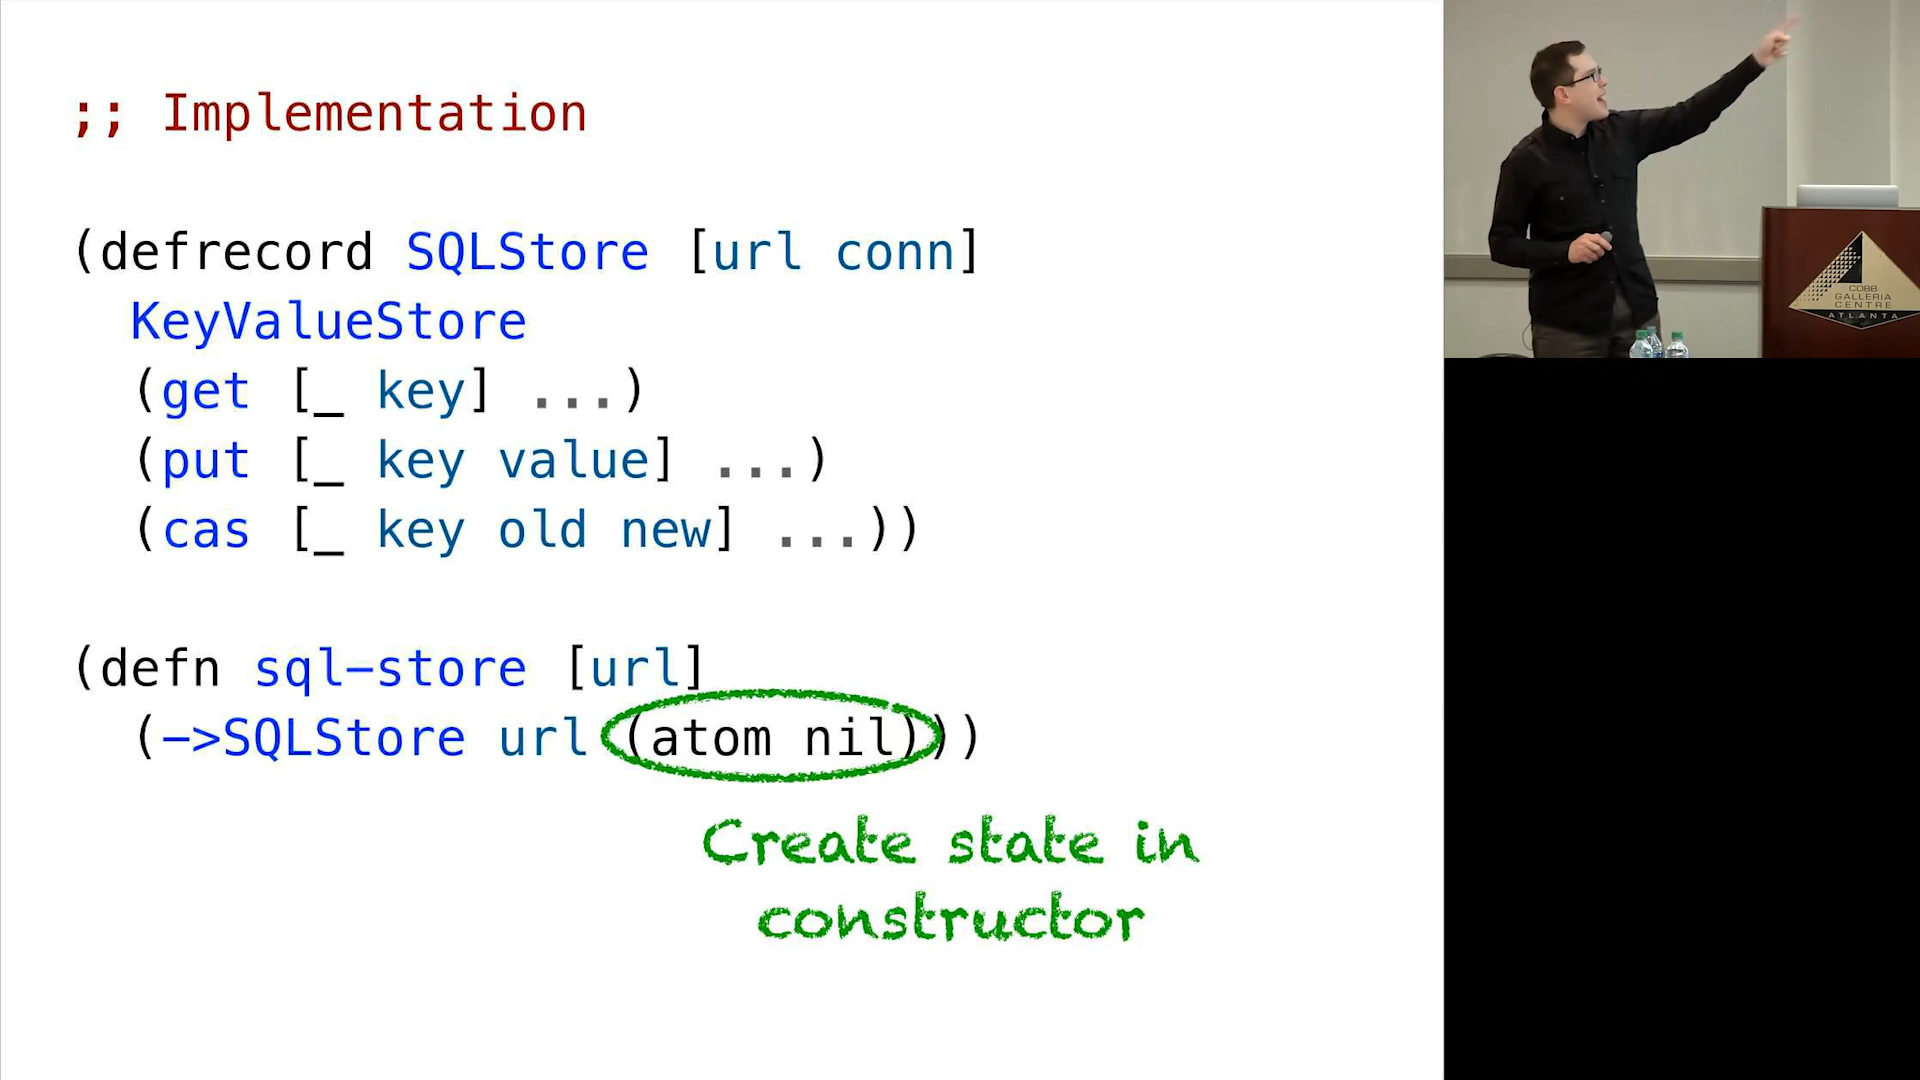 ;; Implementation
(defrecord SQLStore [url conn]
  KeyValueStore
  (get [_ key] ...)
  (put [_ key value] ...)
  (cas [_ key old new] ...))
(defn sql-store [url]
  (->SQLStore url (atom nil)))
Create state in
constructor
COBB
GALLERIA
CENTRE
ATLANTA